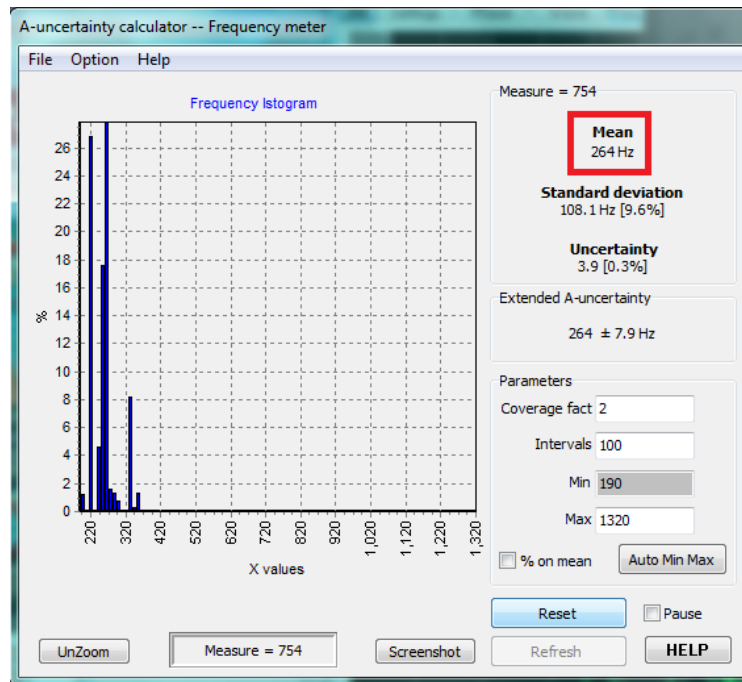 A-uncertainty calculator -- Frequency meter
File Option Help
Frequency Istogram
26
24
22
20
18
16
14
12
10
8
6
4
2
0
%
220
320
420
520
620
720
820
920
1,020
1,120
1,220
1,320
X values
Measure = 754
Mean
264 Hz
Standard deviation
108.1 Hz [9.6%]
Uncertainty
3.9 [0.3%]
Extended A-uncertainty
264 ± 7.9 Hz
Parameters
Coverage fact 2
Intervals 100
Min 190
Max 1320
% on mean Auto Min Max
Reset Pause
UnZoom Measure = 754 Screenshot Refresh HELP